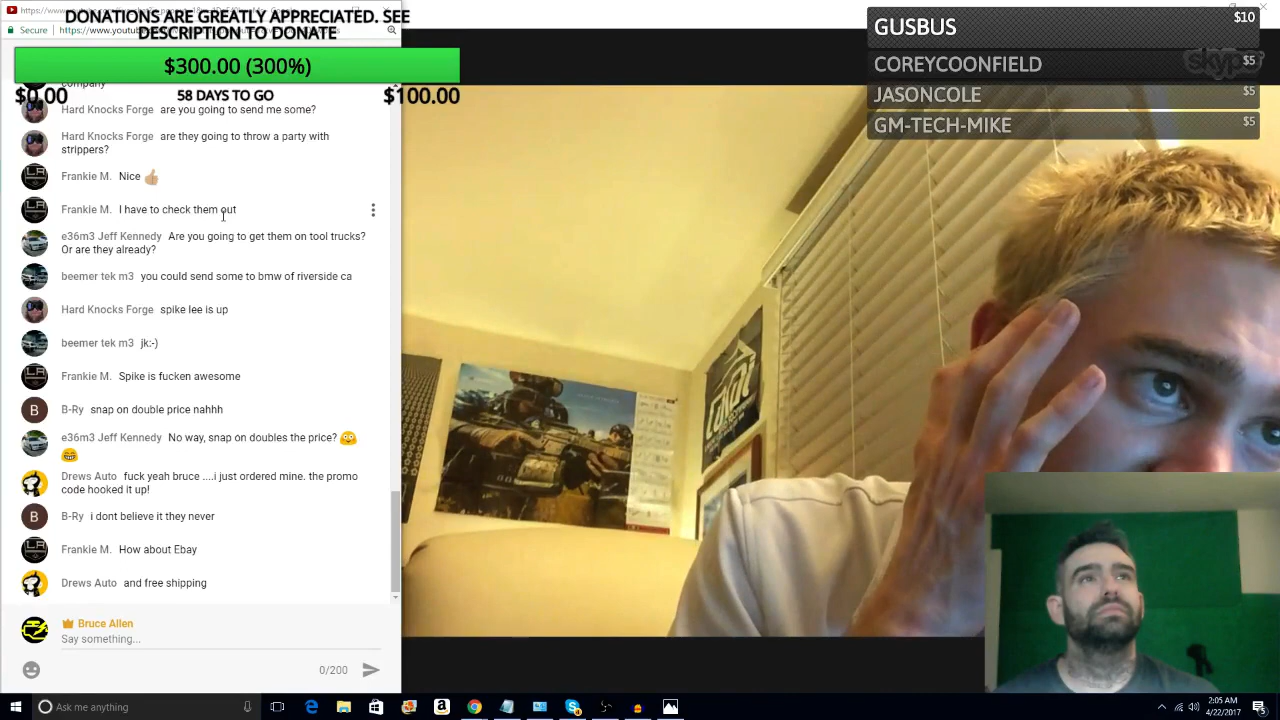 DONATIONS ARE GREATLY APPRECIATED. SEE
DESCRIPTION TO DONATE
Secure
https://www.youtube
$300.00 (300%)
$0.00
58 DAYS TO GO
$100.00
company
Hard Knocks Forge are you going to send me some?
Hard Knocks Forge are they going to throw a party with
strippers?
Frankie M. Nice 👍🏼
Frankie M. I have to check them out
e36m3 Jeff Kennedy Are you going to get them on tool trucks?
Or are they already?
beemer tek m3 you could send some to bmw of riverside ca
Hard Knocks Forge spike lee is up
beemer tek m3 jk:-)
Frankie M. Spike is fucken awesome
B B-Ry snap on double price nahhh
e36m3 Jeff Kennedy No way, snap on doubles the price? 😳
😂
Drews Auto fuck yeah bruce ....i just ordered mine. the promo
code hooked it up!
B B-Ry i dont believe it they never
Frankie M. How about Ebay
Drews Auto and free shipping
Bruce Allen
Say something...
0/200
GUSBUS $10
COREYCOONFIELD $5
JASONCOLE $5
GM-TECH-MIKE $5
skype
Ask me anything
2:05 AM
4/22/2017